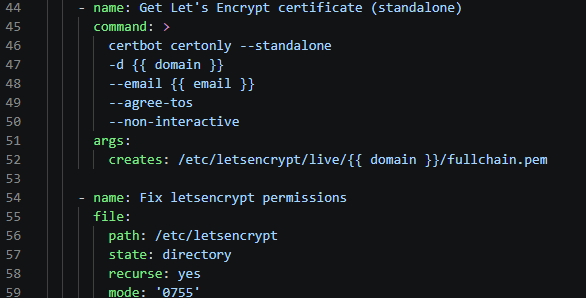 44 - name: Get Let's Encrypt certificate (standalone)
45 command: >
46 certbot certonly --standalone
47 -d {{ domain }}
48 --email {{ email }}
49 --agree-tos
50 --non-interactive
51 args:
52 creates: /etc/letsencrypt/live/{{ domain }}/fullchain.pem
53
54 - name: Fix letsencrypt permissions
55 file:
56 path: /etc/letsencrypt
57 state: directory
58 recurse: yes
59 mode: '0755'